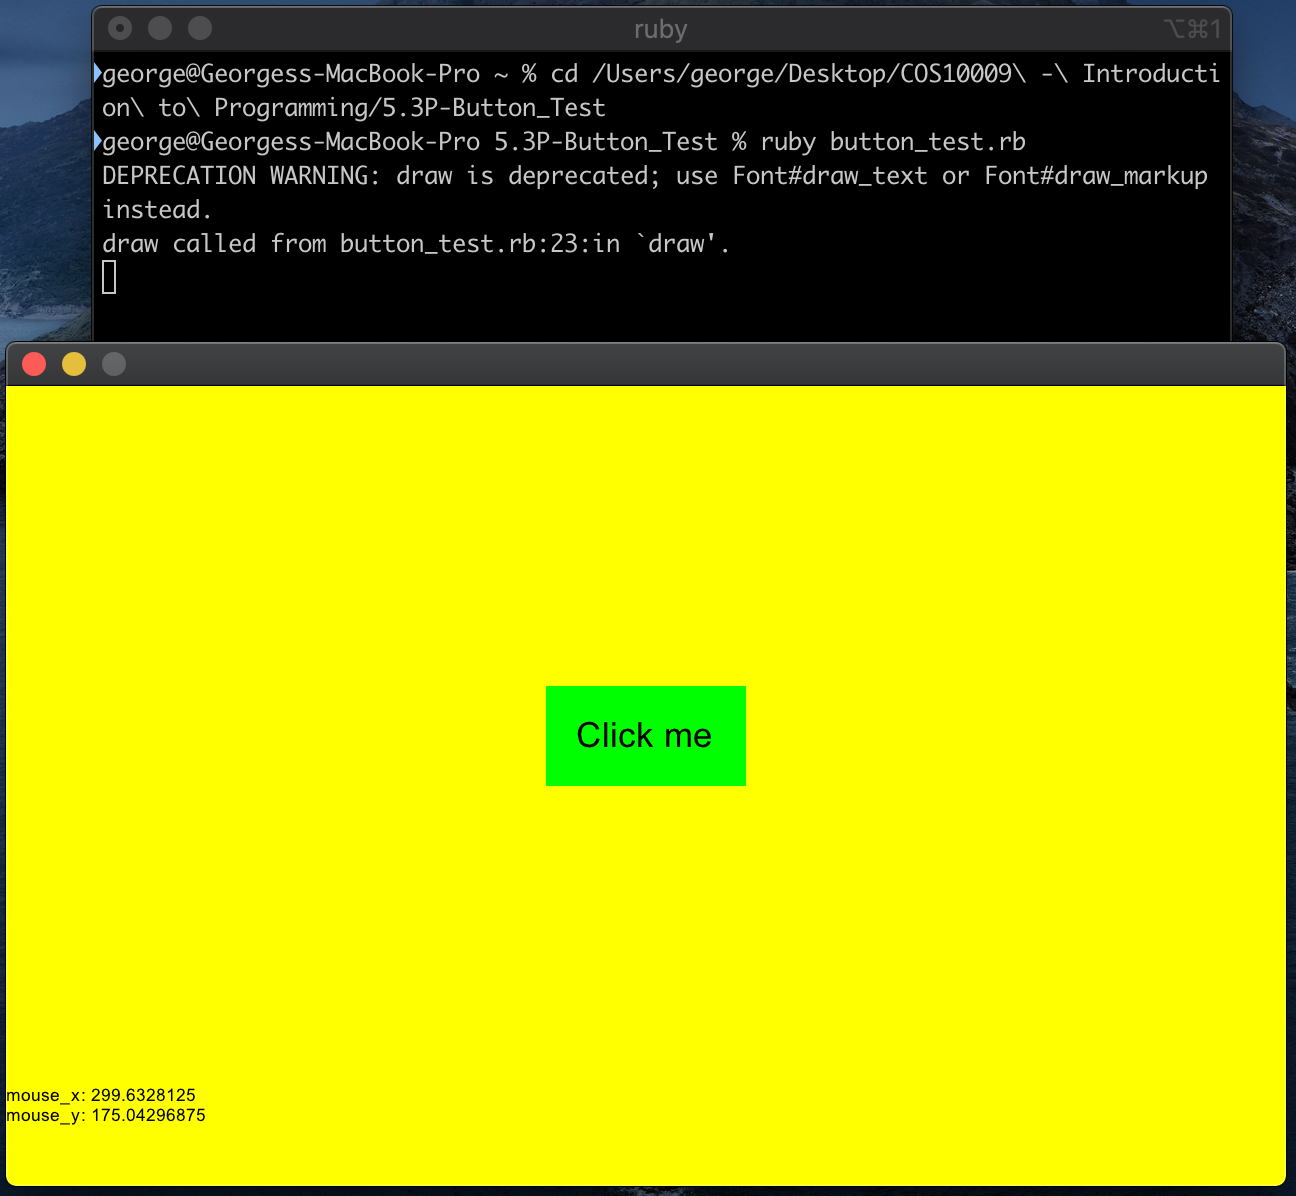 ruby
⌥⌘1
george@Georgess-MacBook-Pro ~ % cd /Users/george/Desktop/COS10009\ -\ Introducti
on\ to\ Programming/5.3P-Button_Test
george@Georgess-MacBook-Pro 5.3P-Button_Test % ruby button_test.rb
DEPRECATION WARNING: draw is deprecated; use Font#draw_text or Font#draw_markup
instead.
draw called from button_test.rb:23:in `draw'.
Click me
mouse_x: 299.6328125
mouse_y: 175.04296875